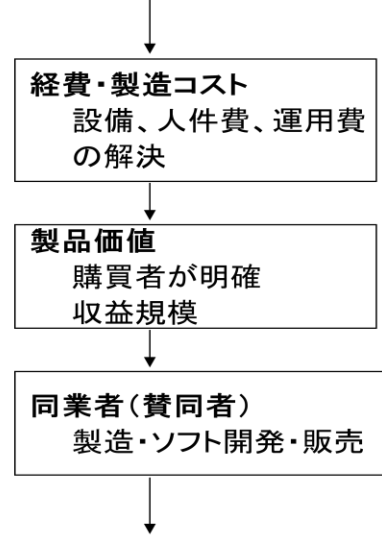 経費・製造コスト
設備、人件費、運用費
の解決
製品価値
購買者が明確
収益規模
同業者(賛同者)
製造・ソフト開発・販売